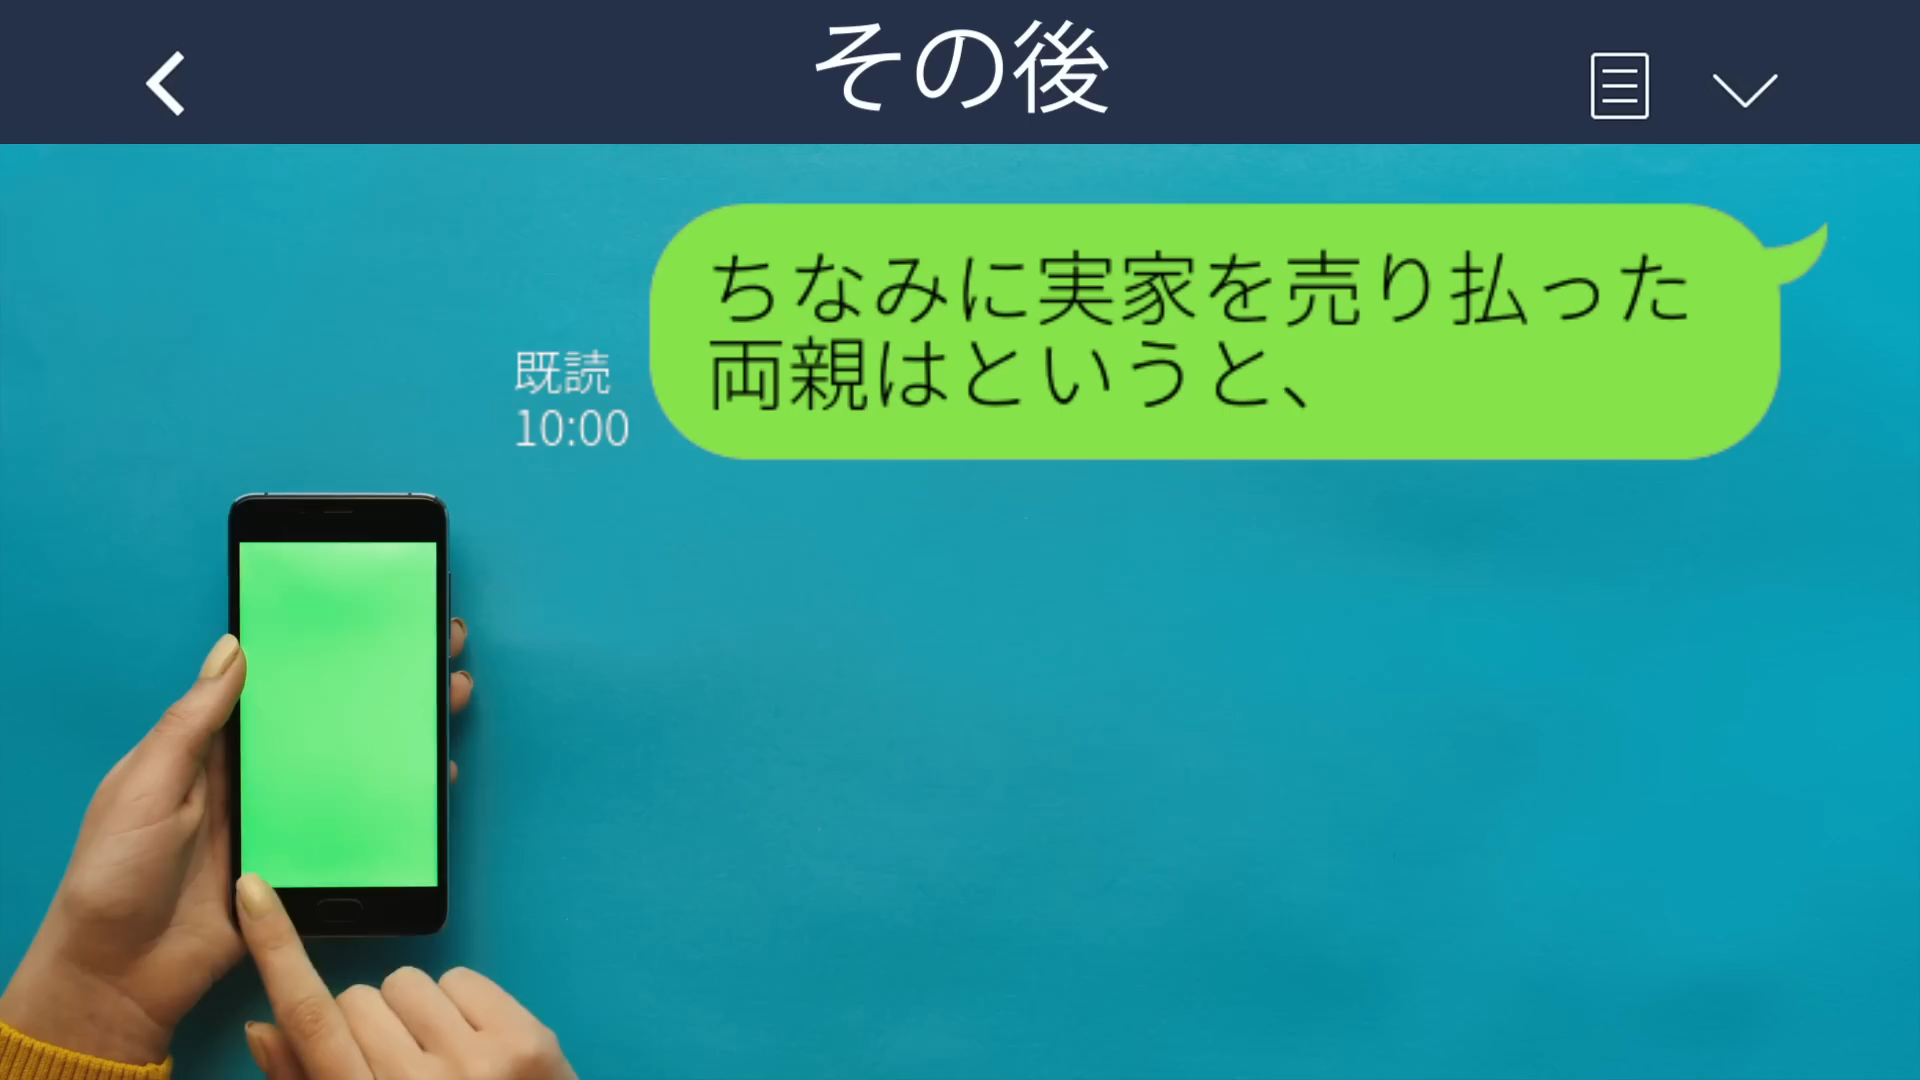 その後
ちなみに実家を売り払った
両親はというと、
既読
10:00